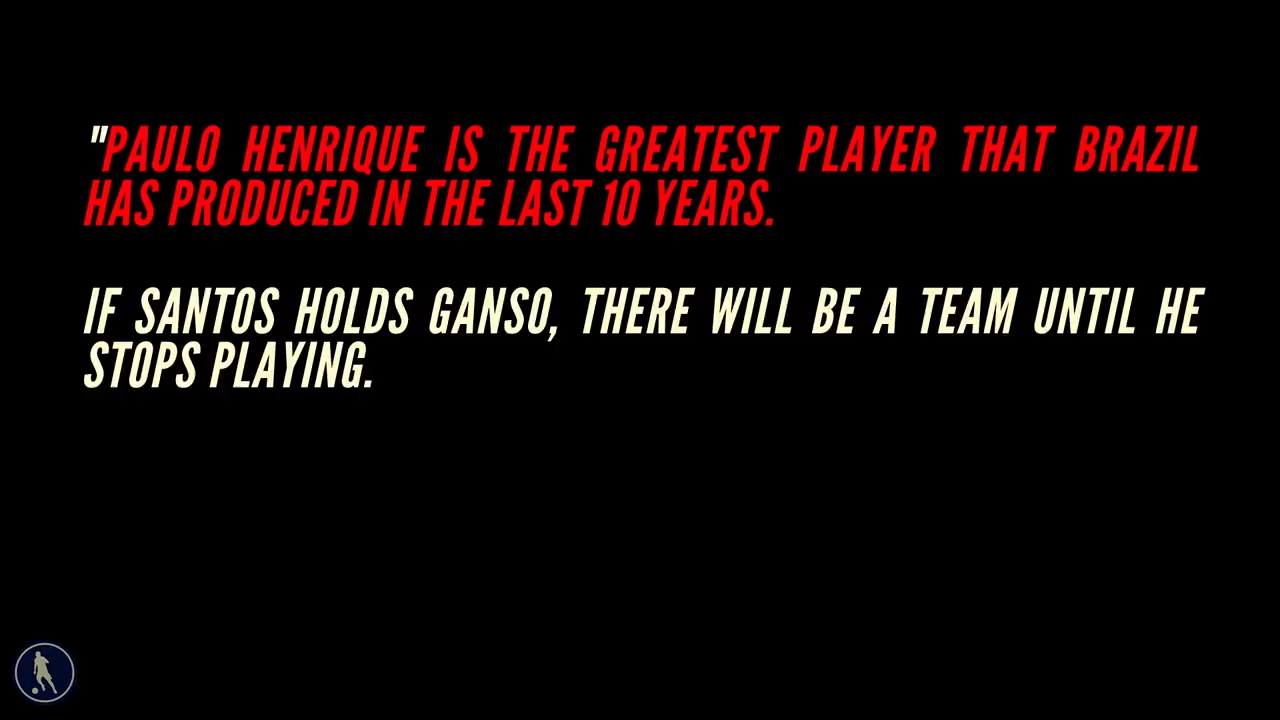 "PAULO HENRIQUE IS THE GREATEST PLAYER THAT BRAZIL
HAS PRODUCED IN THE LAST 10 YEARS.
IF SANTOS HOLDS GANSO, THERE WILL BE A TEAM UNTIL HE
STOPS PLAYING.